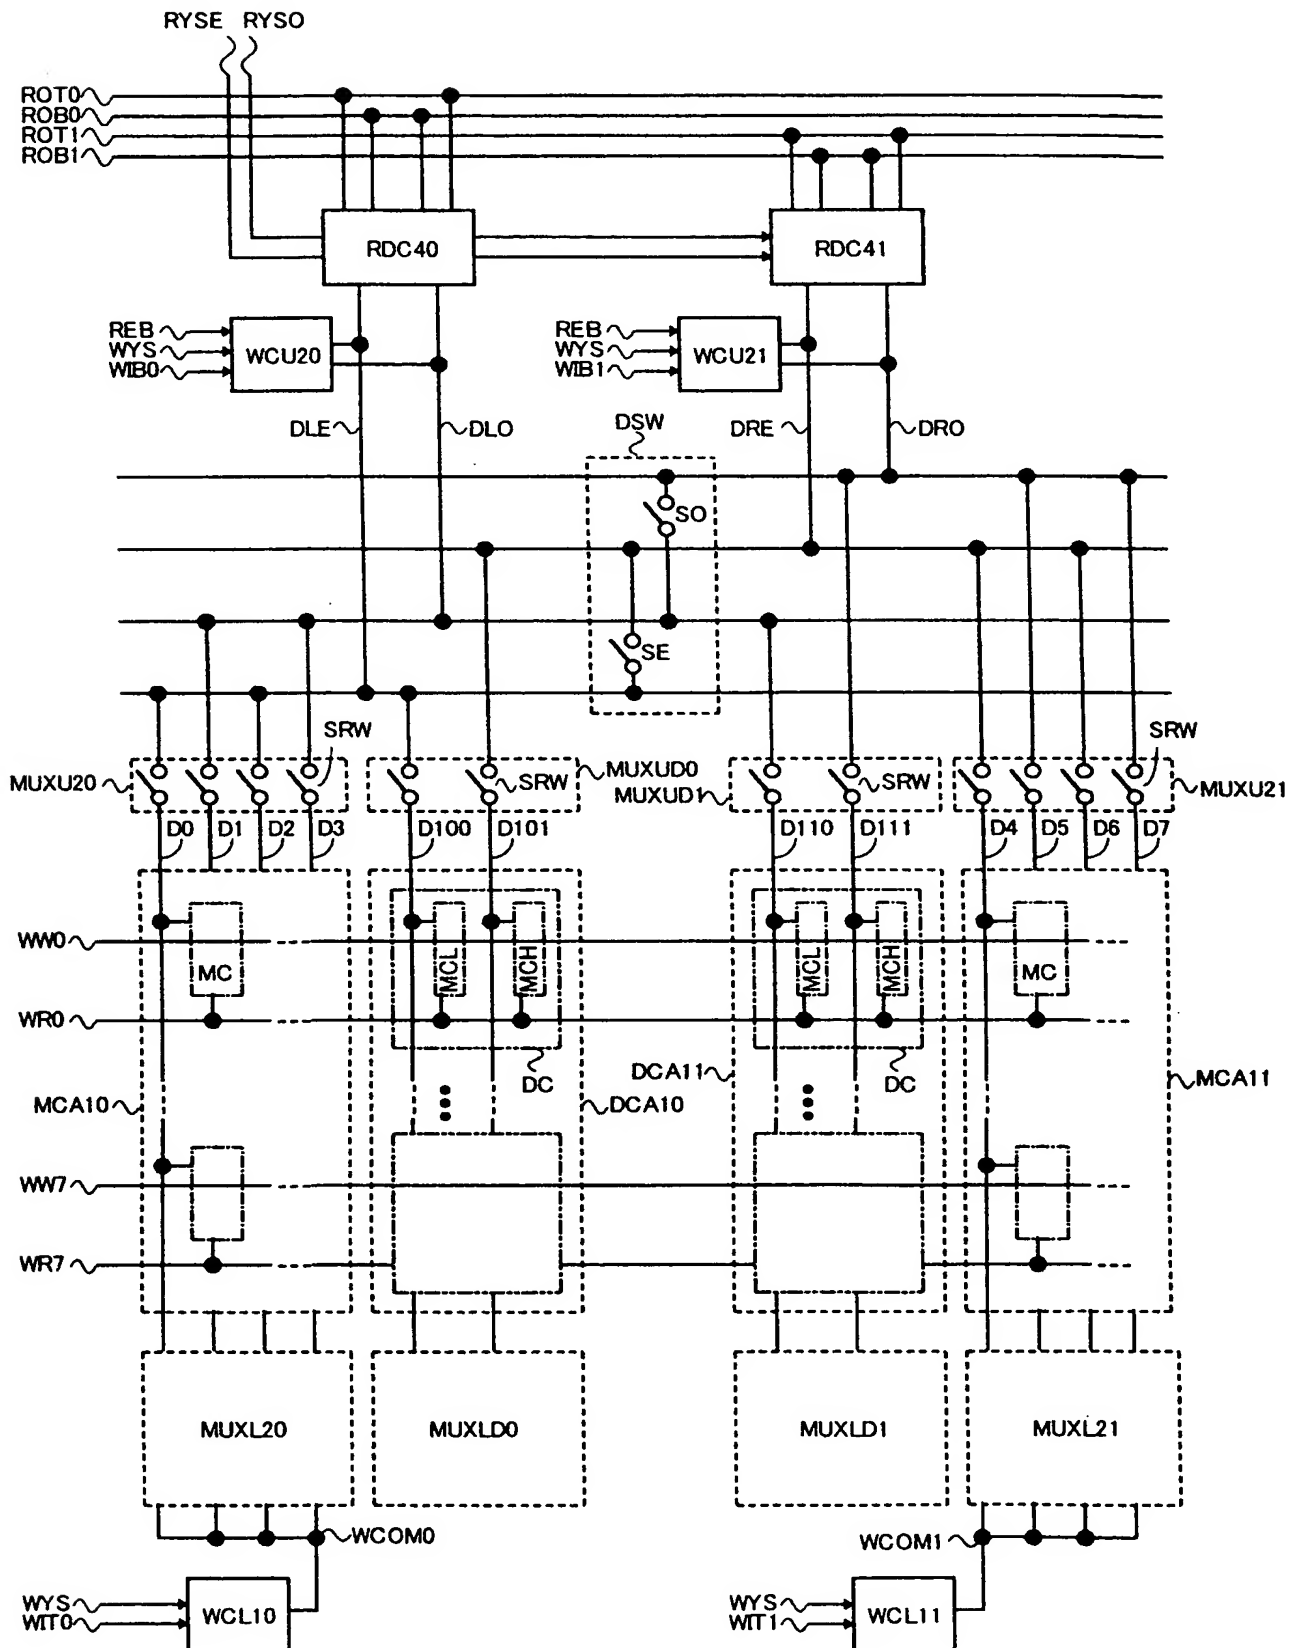 RYSE RYSO
ROT0
ROB0
ROT1
ROB1
RDC40 RDC41
REB REB
WYS WCU20 WYS WCU21
WIB0 WIB1
DLE DLO DSW DRE DRO
SO
SE
SRW SRW
MUXU20 SRW MUXUD0 SRW MUXU21
MUXUD1
D0 D1 D2 D3 D100 D101 D110 D111 D4 D5 D6 D7
WW0
MC MCL MCH MCL MCH MC
WR0
DC DCA11 DC
MCA10 DCA10 MCA11
WW7
WR7
MUXL20 MUXLD0 MUXLD1 MUXL21
WCOM0 WCOM1
WYS WYS
WIT0 WCL10 WIT1 WCL11